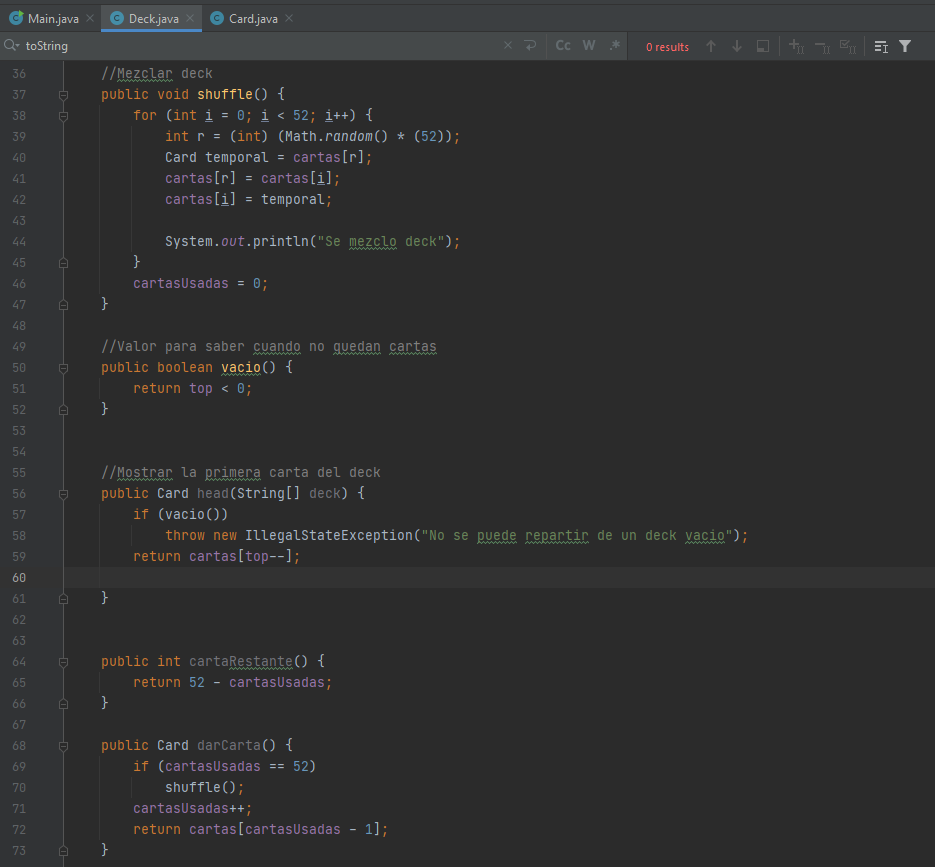 Main.java Deck.java Card.java
toString Cc W .* 0 results
36 //Mezclar deck
37 public void shuffle() {
38 for (int i = 0; i < 52; i++) {
39 int r = (int) (Math.random() * (52));
40 Card temporal = cartas[r];
41 cartas[r] = cartas[i];
42 cartas[i] = temporal;
43
44 System.out.println("Se mezclo deck");
45 }
46 cartasUsadas = 0;
47 }
48
49 //Valor para saber cuando no quedan cartas
50 public boolean vacio() {
51 return top < 0;
52 }
53
54
55 //Mostrar la primera carta del deck
56 public Card head(String[] deck) {
57 if (vacio())
58 throw new IllegalStateException("No se puede repartir de un deck vacio");
59 return cartas[top--];
60
61 }
62
63
64 public int cartaRestante() {
65 return 52 - cartasUsadas;
66 }
67
68 public Card darCarta() {
69 if (cartasUsadas == 52)
70 shuffle();
71 cartasUsadas++;
72 return cartas[cartasUsadas - 1];
73 }